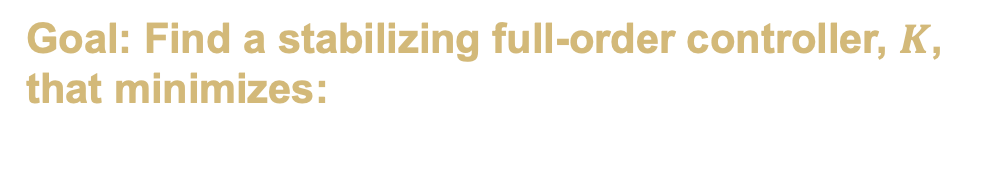 Goal: Find a stabilizing full-order controller, K,
that minimizes: